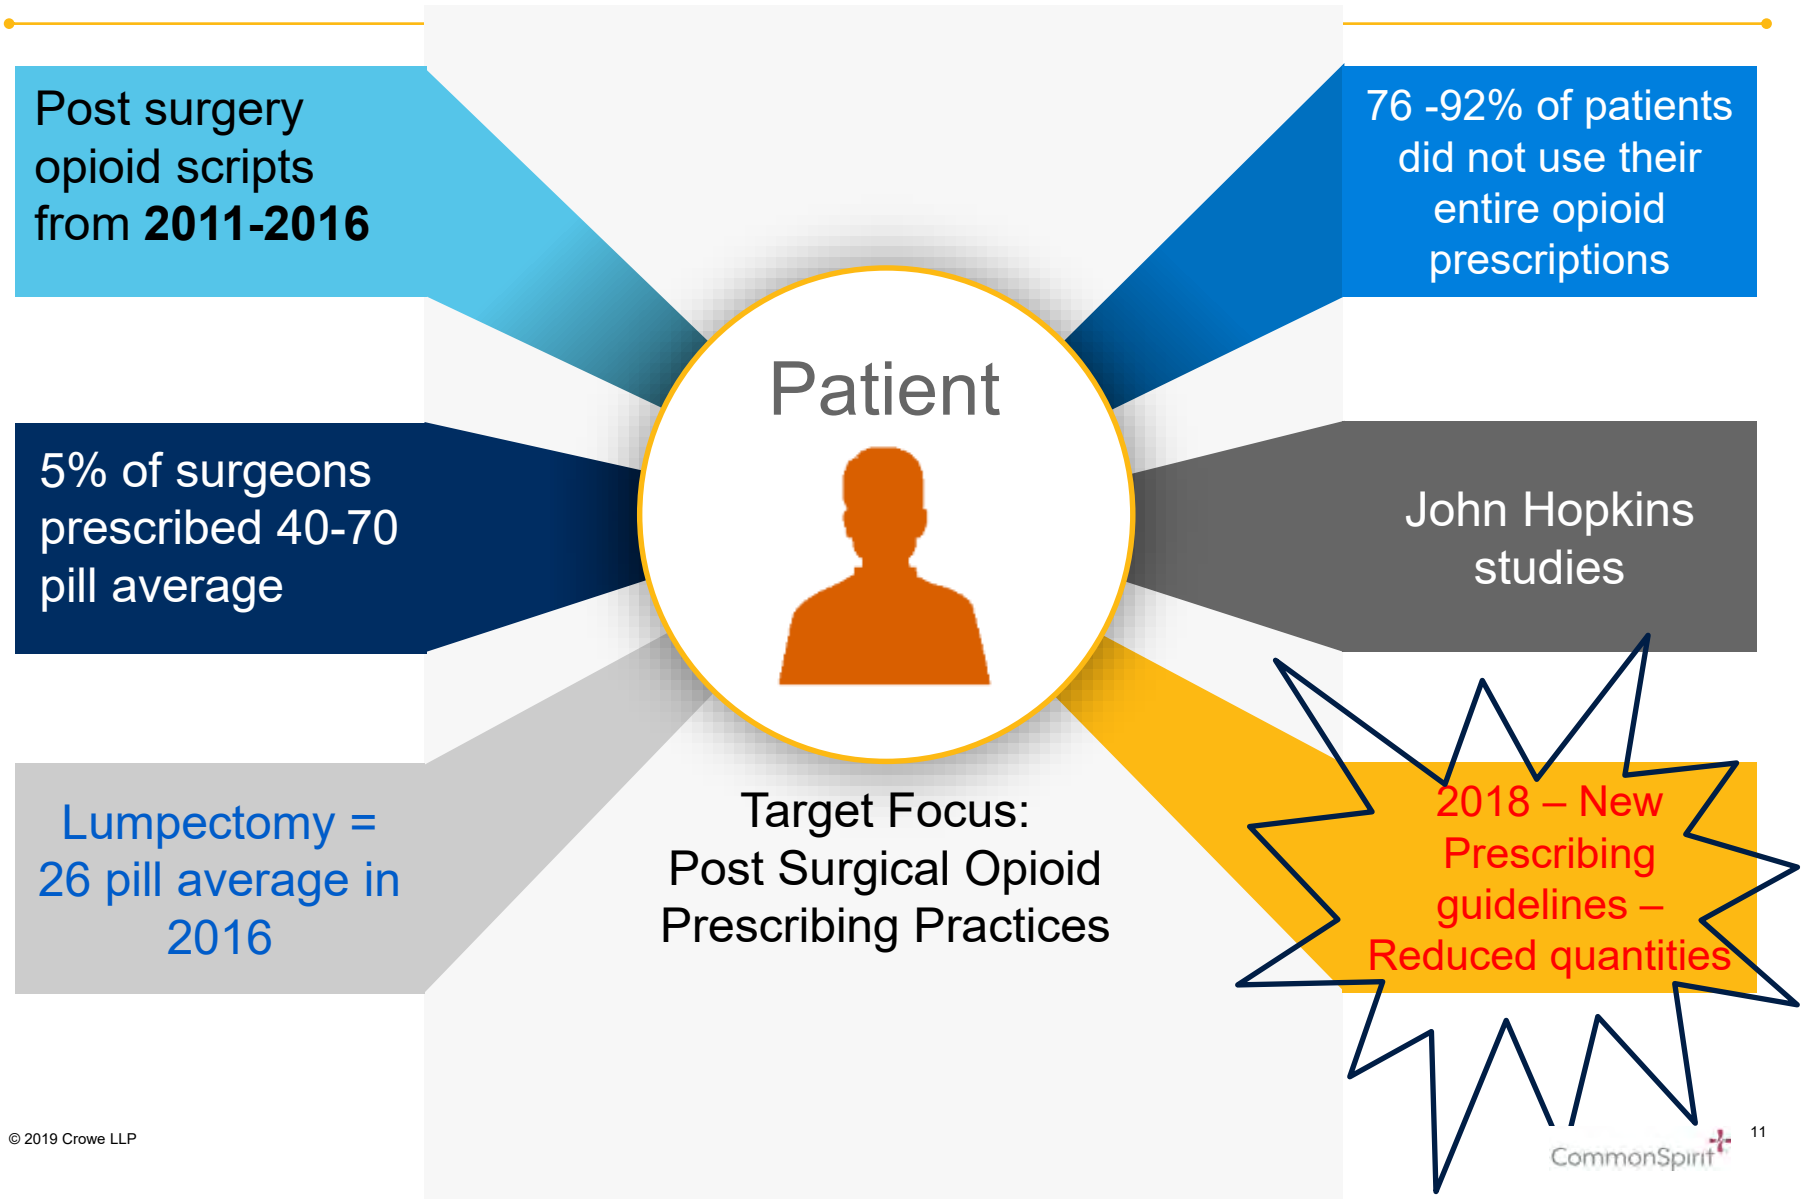 Post surgery
opioid scripts
from 2011-2016
76 -92% of patients
did not use their
entire opioid
prescriptions
Patient
5% of surgeons
prescribed 40-70
pill average
John Hopkins
studies
Lumpectomy =
26 pill average in
2016
Target Focus:
Post Surgical Opioid
Prescribing Practices
2018 – New
Prescribing
guidelines –
Reduced quantities
© 2019 Crowe LLP
CommonSpirit
11